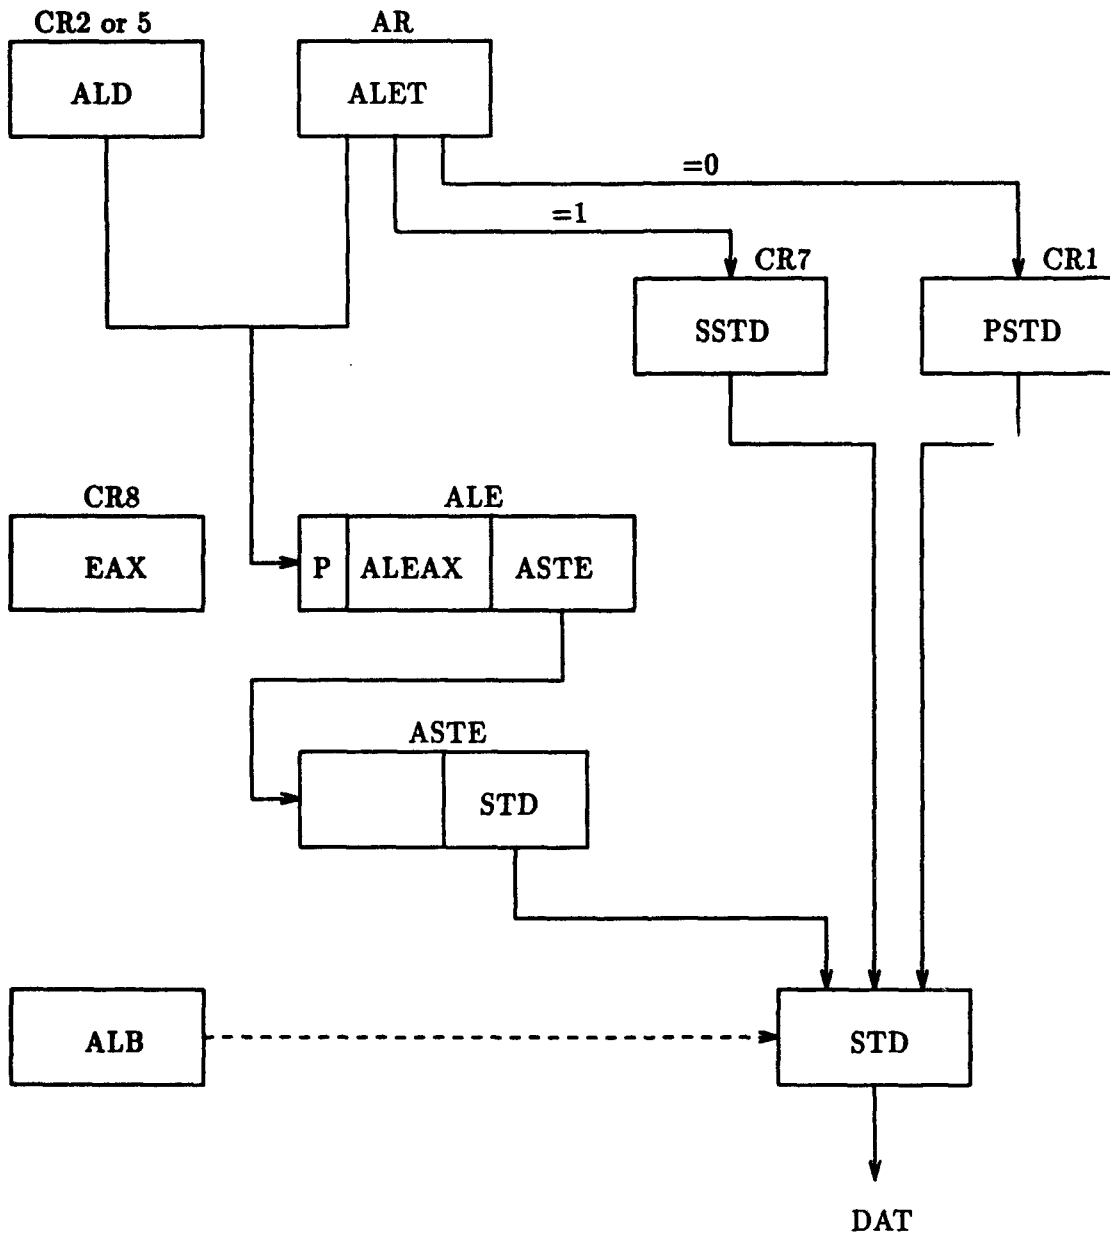 CR2 or 5
AR
ALD
ALET
=0
=1
CR7
CR1
SSTD
PSTD
CR8
ALE
EAX
P
ALEAX
ASTE
ASTE
STD
ALB
STD
DAT